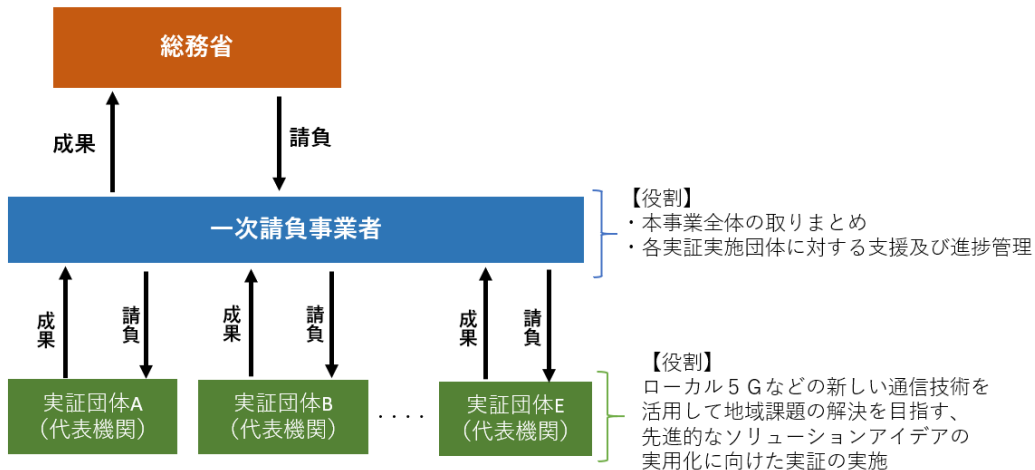 総務省
成果
請負
一次請負事業者
【役割】
・本事業全体の取りまとめ
・各実証実施団体に対する支援及び進捗管理
成果
請負
成果
請負
成果
請負
実証団体A
（代表機関）
実証団体B
（代表機関）
・・・・
実証団体E
（代表機関）
【役割】
ローカル５Ｇなどの新しい通信技術を
活用して地域課題の解決を目指す、
先進的なソリューションアイデアの
実用化に向けた実証の実施